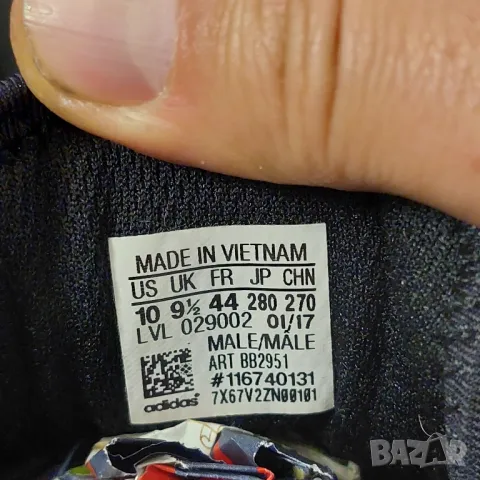 MADE IN VIETNAM
US UK FR JP CHN
10 9½ 44 280 270
LVL 029002 01/17
MALE/MÂLE
ART BB2951
#116740131
7X67V2ZN00101
adidas
BAZAR